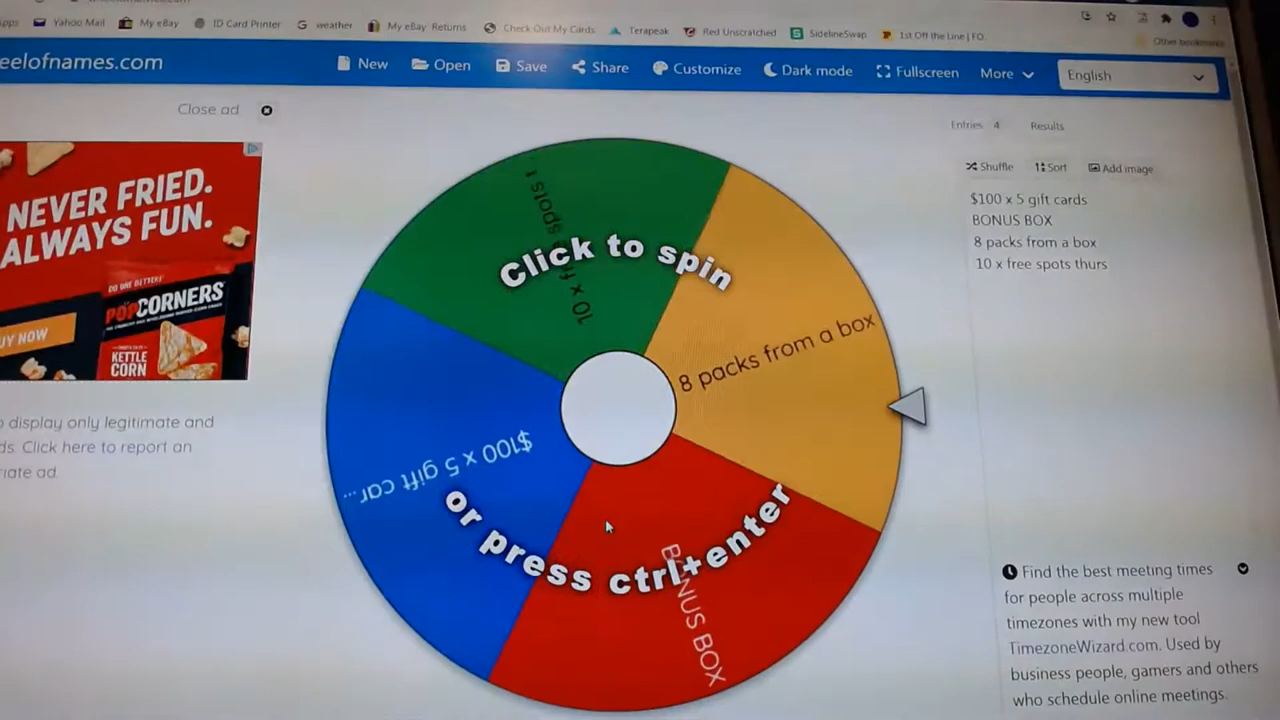 Apps Yahoo Mail My eBay ID Card Printer weather My eBay: Returns Check Out My Cards Terapeak Red Unscratched SidelineSwap 1st Off the Line | FO...
Other bookmarks
eelofnames.com New Open Save Share Customize Dark mode Fullscreen More English
Close ad
Entries 4 Results
NEVER FRIED.
ALWAYS FUN.
DO ONE BETTER!
POPCORNERS
KETTLE
CORN
UY NOW
display only legitimate and
ds. Click here to report an
riate ad.
Click to spin
or press ctrl+enter
10 x
spots t
8 packs from a box
$100 x 5 gift car...
BONUS BOX
Shuffle Sort Add image
$100 x 5 gift cards
BONUS BOX
8 packs from a box
10 x free spots thurs
Find the best meeting times
for people across multiple
timezones with my new tool
TimezoneWizard.com. Used by
business people, gamers and others
who schedule online meetings.